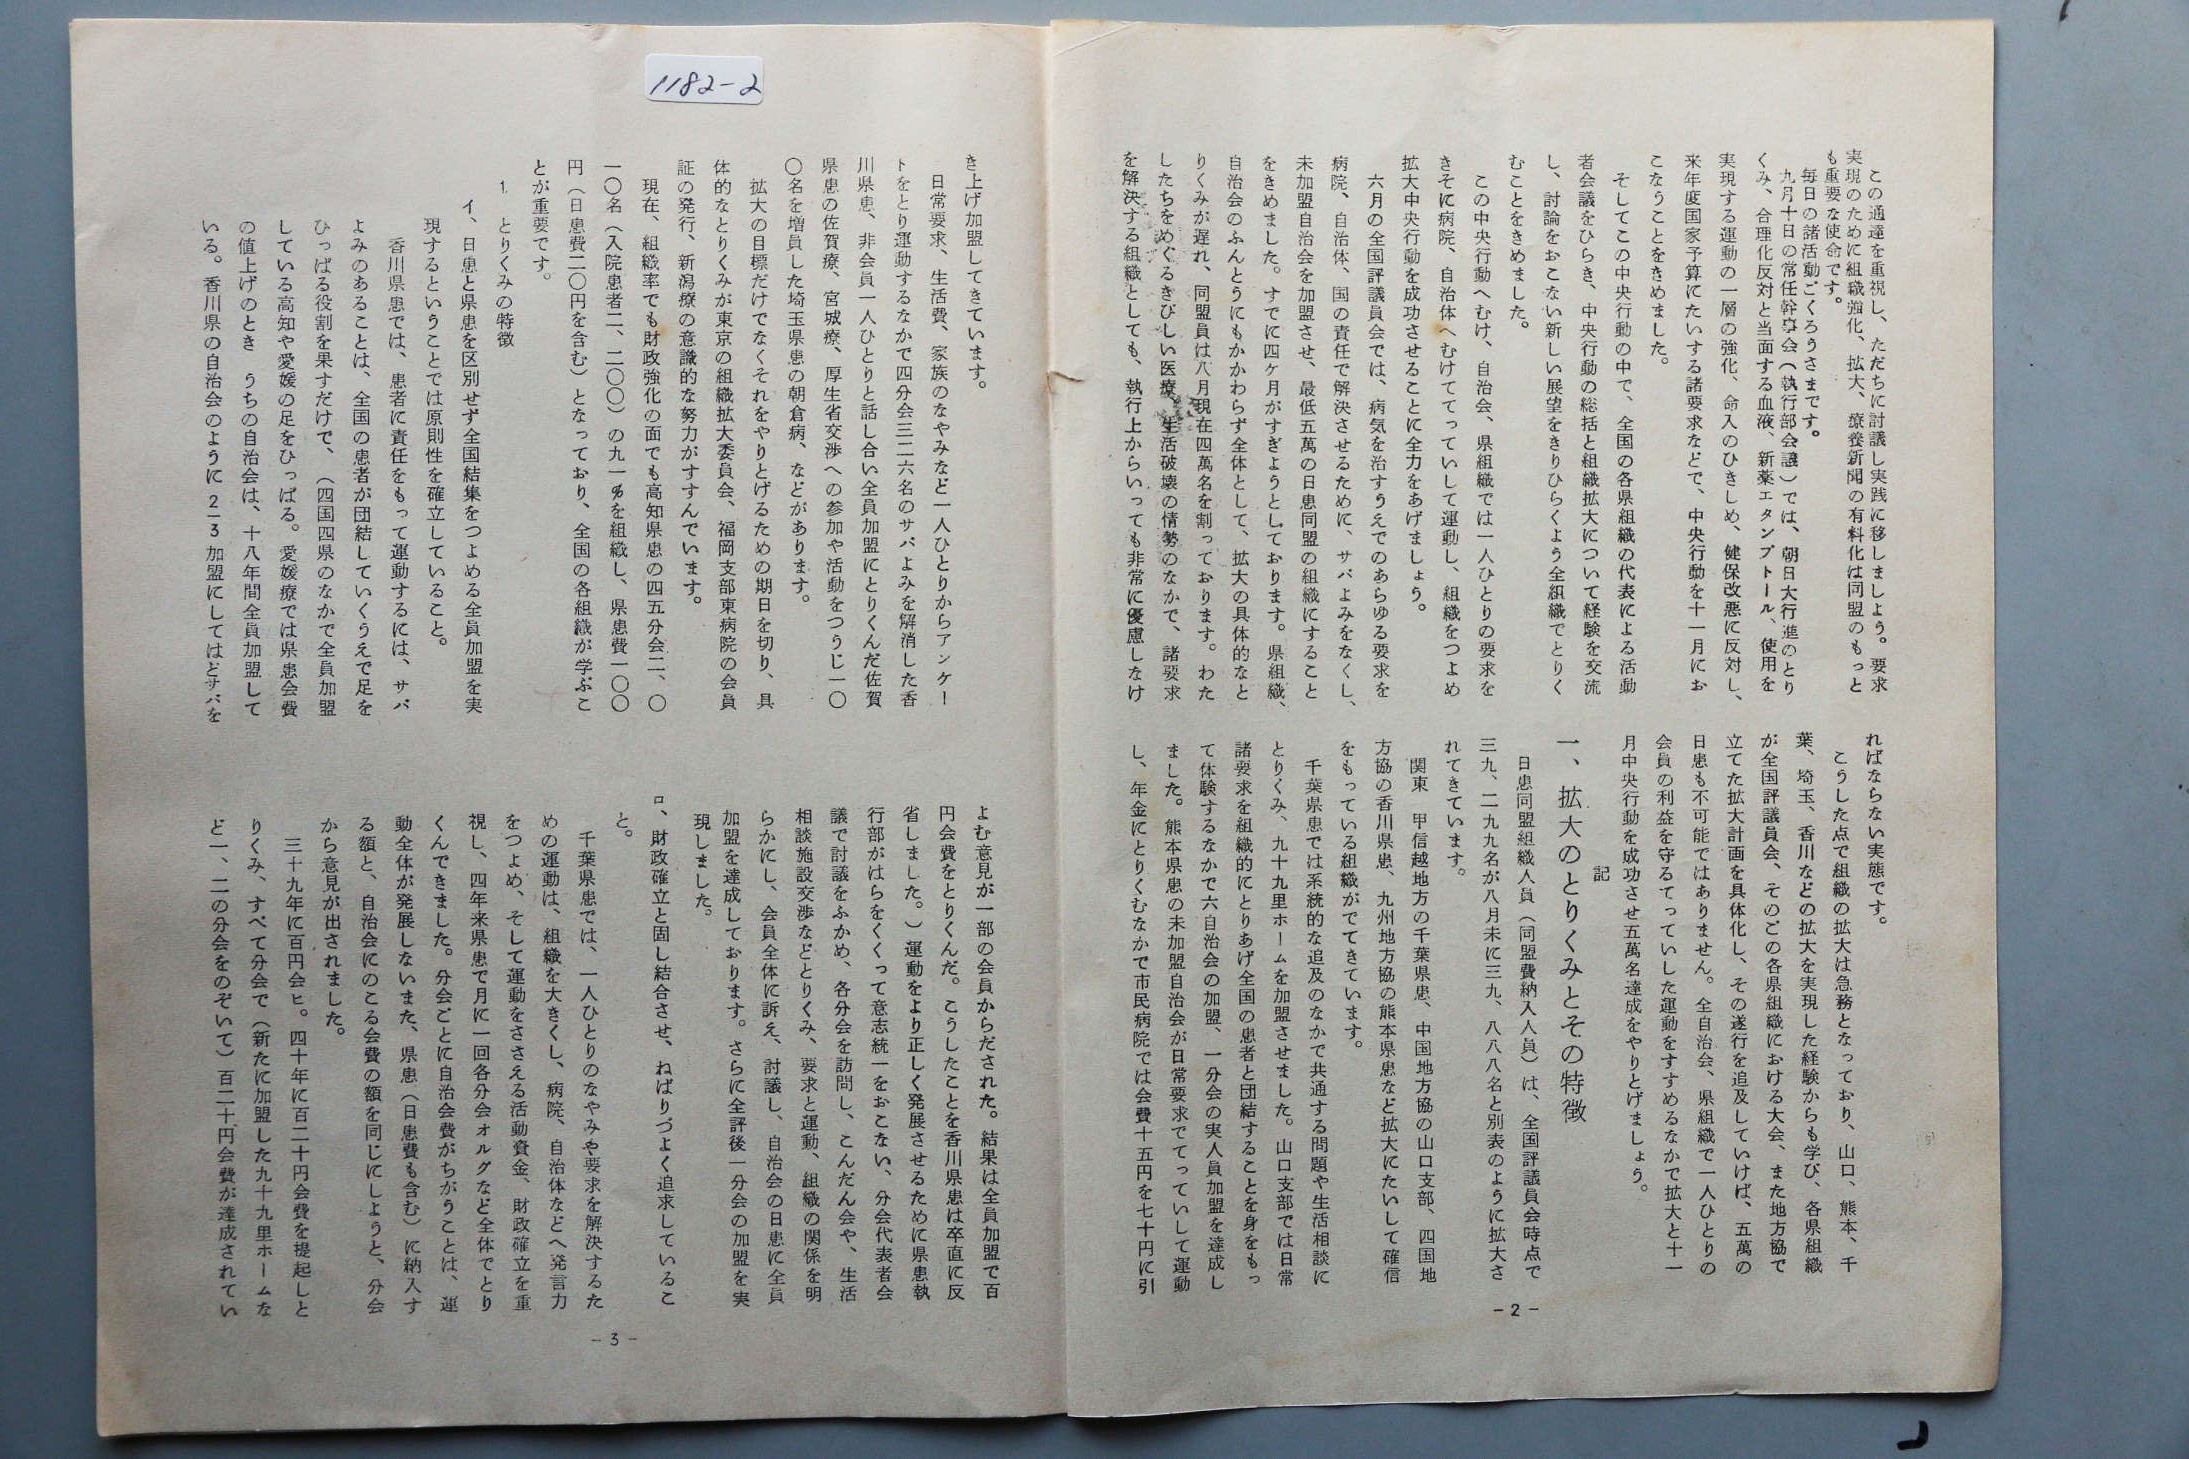 1182-2
この通達を重視し、ただちに討議し実践に移しましよう。要求
実現のために組織強化、拡大、療養新聞の有料化は同盟のもっと
も重要な使命です。
毎日の諸活動ごくろうさまです。
九月十日の常任幹事会(執行部会議)では、朝日大行進のとり
くみ、合理化反対と当面する血液、新薬エタンブトール、使用を
実現する運動の一層の強化、命入のひきしめ、健保改悪に反対し、
来年度国家予算にたいする諸要求などで、中央行動を十一月にお
こなうことをきめました。
そしてこの中央行動の中で、全国の各県組織の代表による活動
者会議をひらき、中央行動の総括と組織拡大について経験を交流
し、討論をおこない新しい展望をきりひらくよう全組織でとりく
むことをきめました。
この中央行動へむけ、自治会、県組織では一人ひとりの要求を
きそに病院、自治体へむけててっていして運動し、組織をつよめ
拡大中央行動を成功させることに全力をあげましょう。
六月の全国評議員会では、病気を治すうえでのあらゆる要求を
病院、自治体、国の責任で解決させるために、サバよみをなくし、
未加盟自治会を加盟させ、最低五萬の日患同盟の組織にすること
をきめました。すでに四ケ月がすぎようとしております。県組織、
自治会のふんとうにもかかわらず全体として、拡大の具体的なと
りくみが遅れ、同盟員は八月現在四萬名を割っております。わた
したちをめぐるきびしい医療、生活破壊の情勢のなかで、諸要求
を解決する組織としても、執行上からいっても非常に憂慮しなけ
ればならない実態です。
こうした点で組織の拡大は急務となっており、山口、熊本、千
葉、埼玉、香川などの拡大を実現した経験からも学び、各県組織
が全国評議員会、そのごの各県組織における大会、また地方協で
立てた拡大計画を具体化し、その遂行を追及していけば、五萬の
日患も不可能ではありません。全自治会、県組織で一人ひとりの
会員の利益を守るてっていした運動をすすめるなかで拡大と十一
月中央行動を成功させ五萬名達成をやりとげましょう。
記
一、拡大のとりくみとその特徴
日患同盟組織人員(同盟費納入人員)は、全国評議員会時点で
三九、二九九名が八月末に三九、八八八名と別表のように拡大さ
れてきています。
関東 甲信越地方の千葉県患、中国地方協の山口支部、四国地
方協の香川県患、九州地方協の熊本県患など拡大にたいして確信
をもっている組織がでてきています。
千葉県患では系統的な追及のなかで共通する問題や生活相談に
とりくみ、九十九里ホームを加盟させました。山口支部では日常
諸要求を組織的にとりあげ全国の患者と団結することを身をもっ
て体験するなかで六自治会の加盟、一分会の実人員加盟を達成し
ました。熊本県患の未加盟自治会が日常要求でてっていして運動
し、年金にとりくむなかで市民病院では会費十五円を七十円に引
-2-
き上げ加盟してきています。
日常要求、生活費、家族のなやみなど一人ひとりからアンケー
トをとり運動するなかで四分会三二六名のサバよみを解消した香
川県患、非会員一人ひとりと話し合い全員加盟にとりくんだ佐賀
県患の佐賀療、宮城療、厚生省交渉への参加や活動をつうじ一〇
〇名を増員した埼玉県患の朝倉病、などがあります。
拡大の目標だけでなくそれをやりとげるための期日を切り、具
体的なとりくみが東京の組織拡大委員会、福岡支部東病院の会員
証の発行、新潟療の意識的な努力がすすんでいます。
現在、組織率でも財政強化の面でも高知県患の四五分会二、〇
一〇名(入院患者二、二〇〇)の九一%を組織し、県患費一〇〇
円(日患費二〇円を含む)となっており、全国の各組織が学ぶこ
とが重要です。
1. とりくみの特徴
イ、日患と県患を区別せず全国結集をつよめる全員加盟を実
現するということでは原則性を確立していること。
香川県患では、患者に責任をもって運動するには、サバ
よみのあることは、全国の患者が団結していくうえで足を
ひっぱる役割を果すだけで、(四国四県のなかで全員加盟
している高知や愛媛の足をひっぱる。愛媛療では県患会費
の値上げのとき うちの自治会は、十八年間全員加盟して
いる。香川県の自治会のように2−3加盟にしてはどサバを
よむ意見が一部の会員からだされた。結果は全員加盟で百
円会費をとりくんだ。こうしたことを香川県患は卒直に反
省しました。)運動をより正しく発展させるために県患執
行部がはらをくくって意志統一をおこない、分会代表者会
議で討議をふかめ、各分会を訪問し、こんだん会や、生活
相談施設交渉などとりくみ、要求と運動、組織の関係を明
らかにし、会員全体に訴え、討議し、自治会の日患に全員
加盟を達成しております。さらに全評後一分会の加盟を実
現しました。
ロ、財政確立と固し結合させ、ねばりづよく追求しているこ
と。
千葉県患では、一人ひとりのなやみや要求を解決するた
めの運動は、組織を大きくし、病院、自治体などへ発言力
をつよめ、そして運動をささえる活動資金、財政確立を重
視し、四年来県患で月に一回各分会オルグなど全体でとり
くんできました。分会ごとに自治会費がちがうことは、運
動全体が発展しないまた、県患(日患費も含む)に納入す
る額と、自治会にのこる会費の額を同じにしようと、分会
から意見が出されました。
三十九年に百円会ヒ。四十年に百二十円会費を提起しと
りくみ、すべて分会で(新たに加盟した九十九里ホームな
ど一、二の分会をのぞいて)百二十円会費が達成されてい
-3-